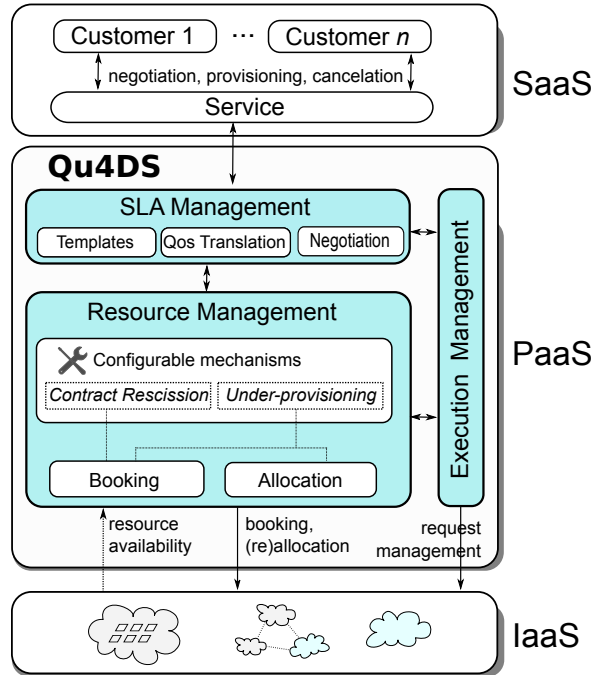 Customer 1 ... Customer n
negotiation, provisioning, cancelation
Service
SaaS
Qu4DS
SLA Management
Templates
Qos Translation
Negotiation
Resource Management
Configurable mechanisms
Contract Rescission
Under-provisioning
Booking
Allocation
Execution Management
PaaS
resource
availability
booking,
(re)allocation
request
management
IaaS